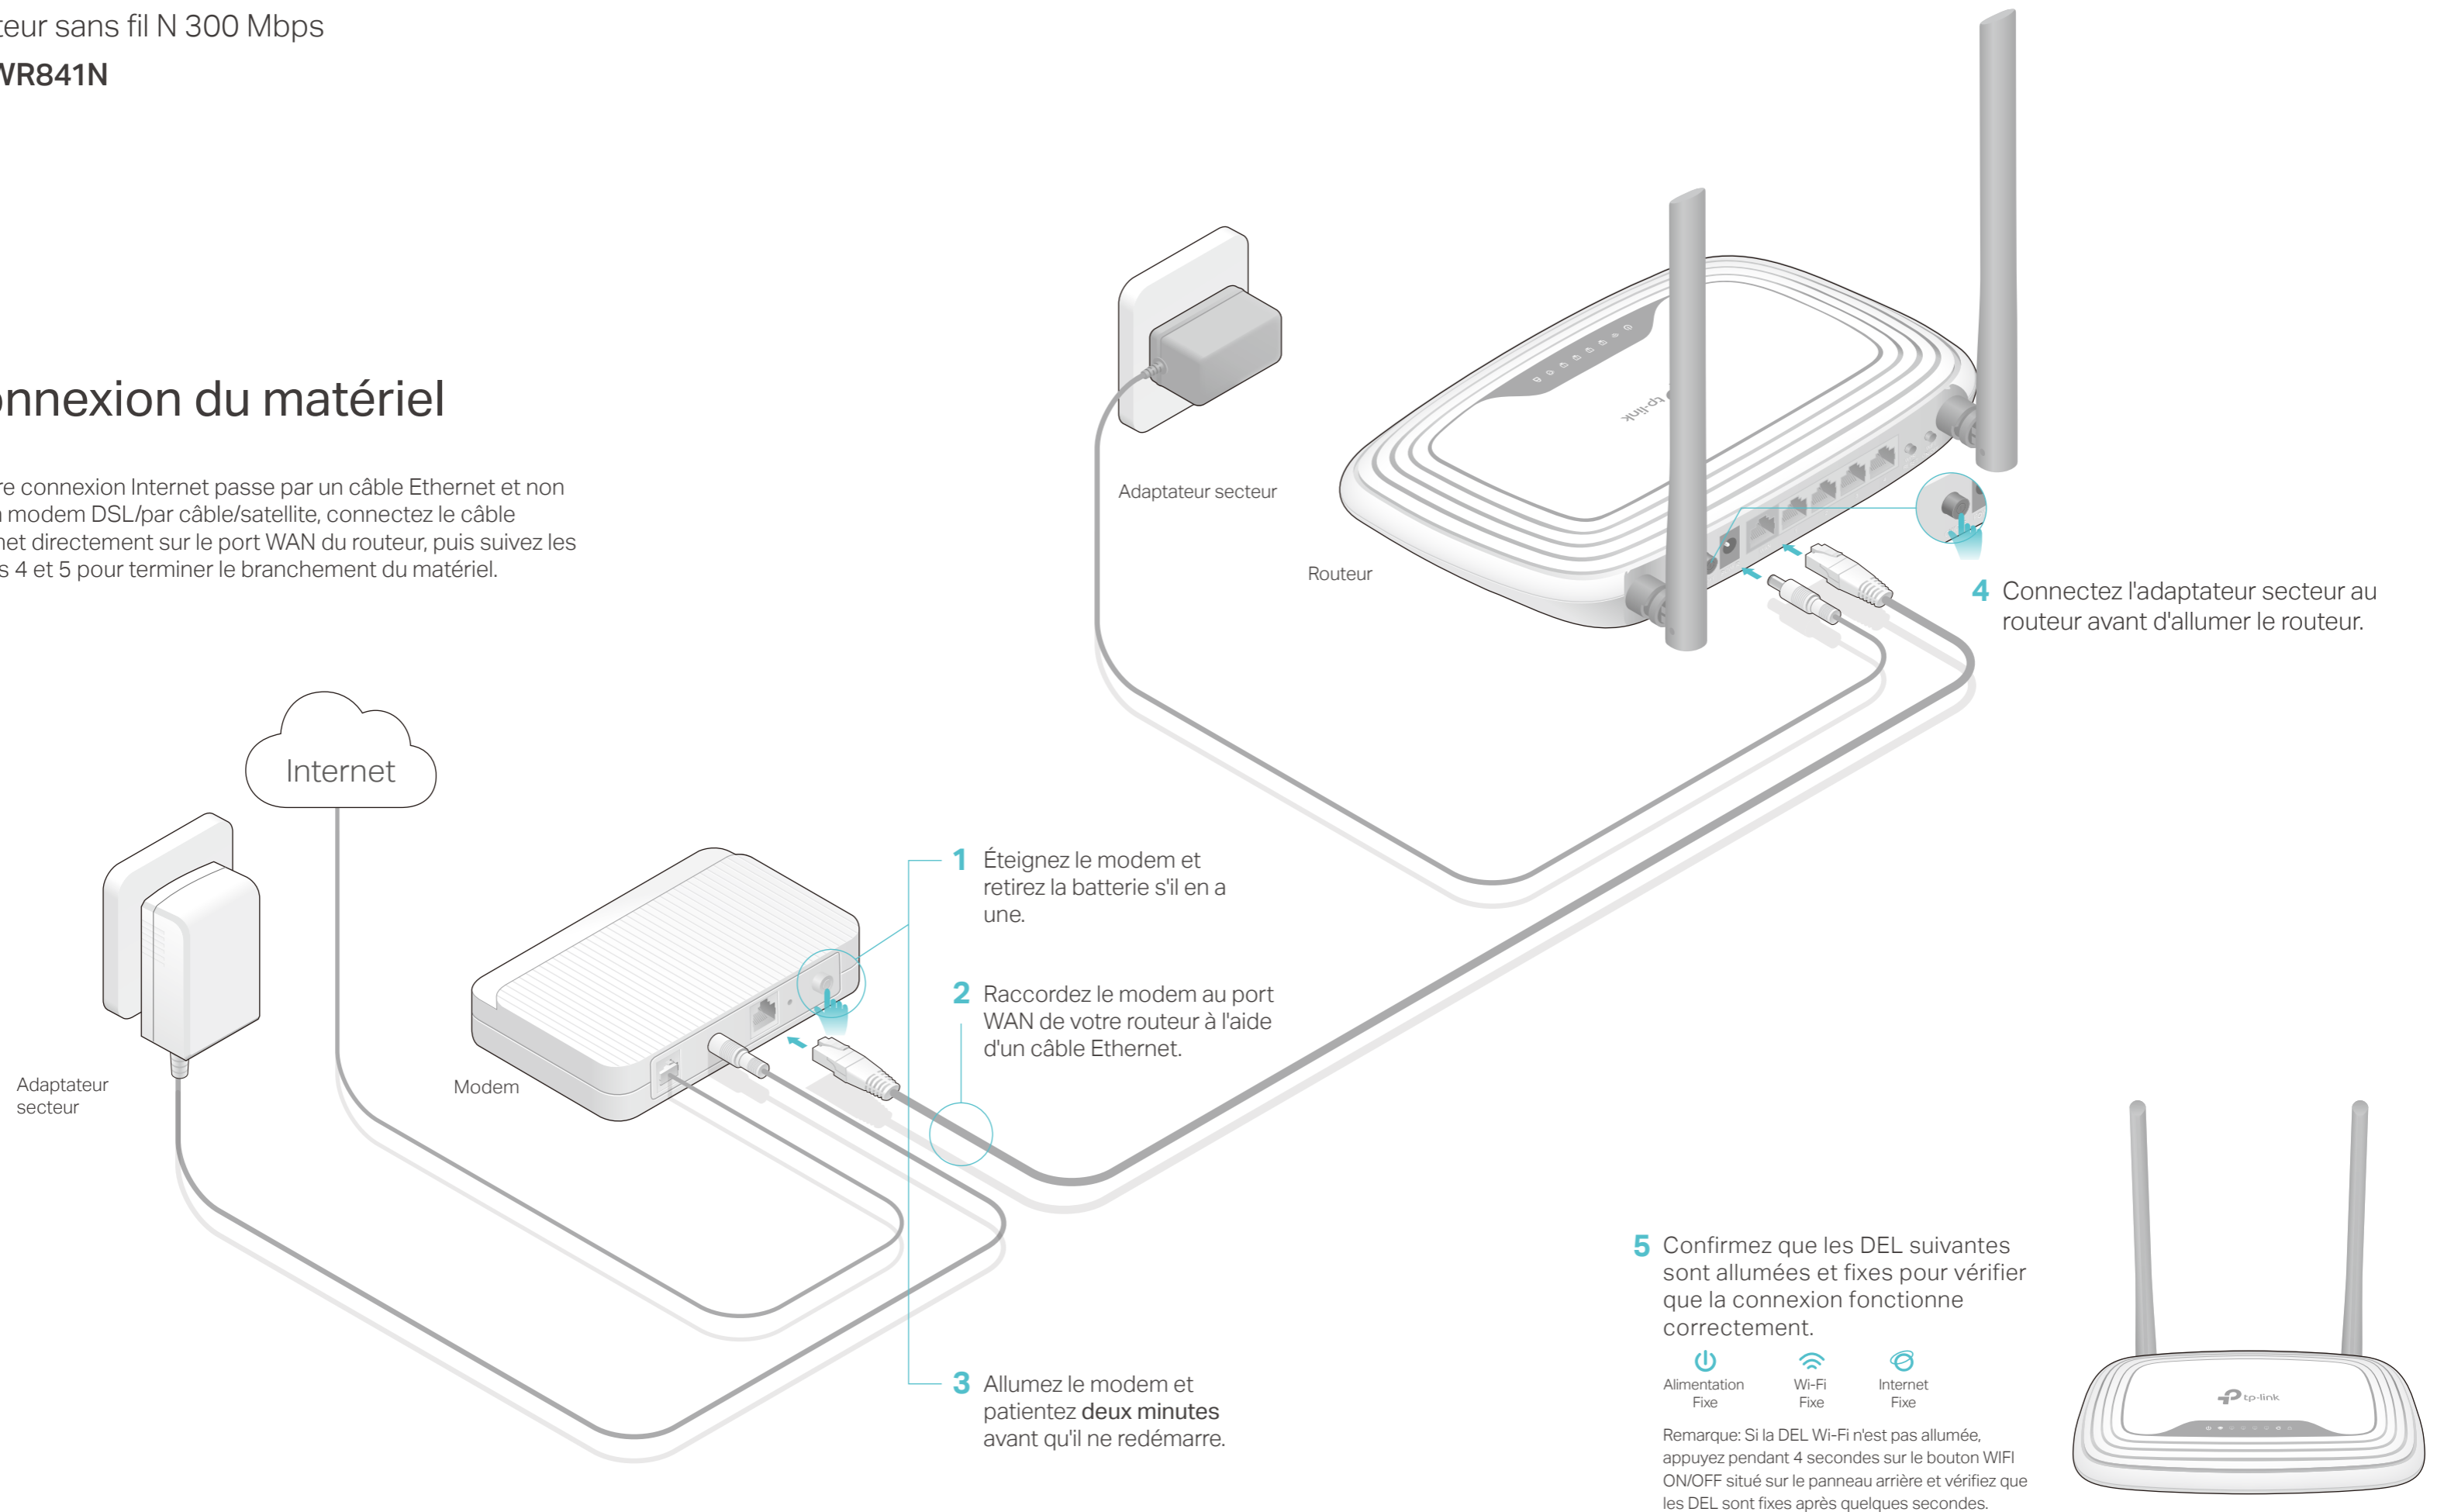 teur sans fil N 300 Mbps
WR841N
onnexion du matériel
re connexion Internet passe par un câble Ethernet et non
n modem DSL/par câble/satellite, connectez le câble
net directement sur le port WAN du routeur, puis suivez les
s 4 et 5 pour terminer le branchement du matériel.
Adaptateur secteur
tp-link
Routeur
4 Connectez l'adaptateur secteur au
routeur avant d'allumer le routeur.
Internet
1 Éteignez le modem et
retirez la batterie s'il en a
une.
2 Raccordez le modem au port
WAN de votre routeur à l'aide
d'un câble Ethernet.
Adaptateur
secteur
Modem
3 Allumez le modem et
patientez deux minutes
avant qu'il ne redémarre.
5 Confirmez que les DEL suivantes
sont allumées et fixes pour vérifier
que la connexion fonctionne
correctement.
Alimentation
Fixe
Wi-Fi
Fixe
Internet
Fixe
Remarque: Si la DEL Wi-Fi n'est pas allumée,
appuyez pendant 4 secondes sur le bouton WIFI
ON/OFF situé sur le panneau arrière et vérifiez que
les DEL sont fixes après quelques secondes.
tp-link